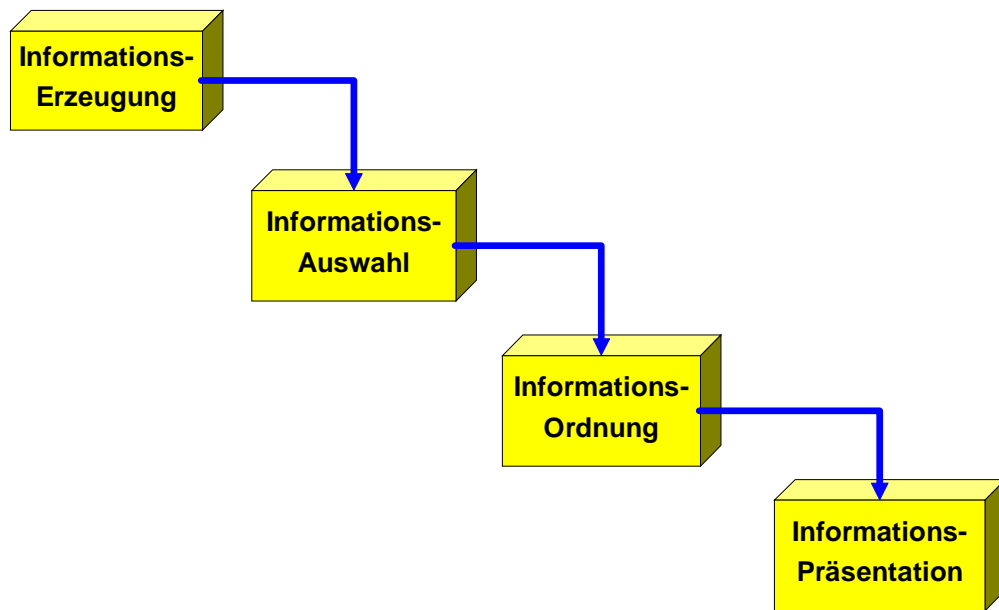 Informations-
Erzeugung
Informations-
Auswahl
Informations-
Ordnung
Informations-
Präsentation